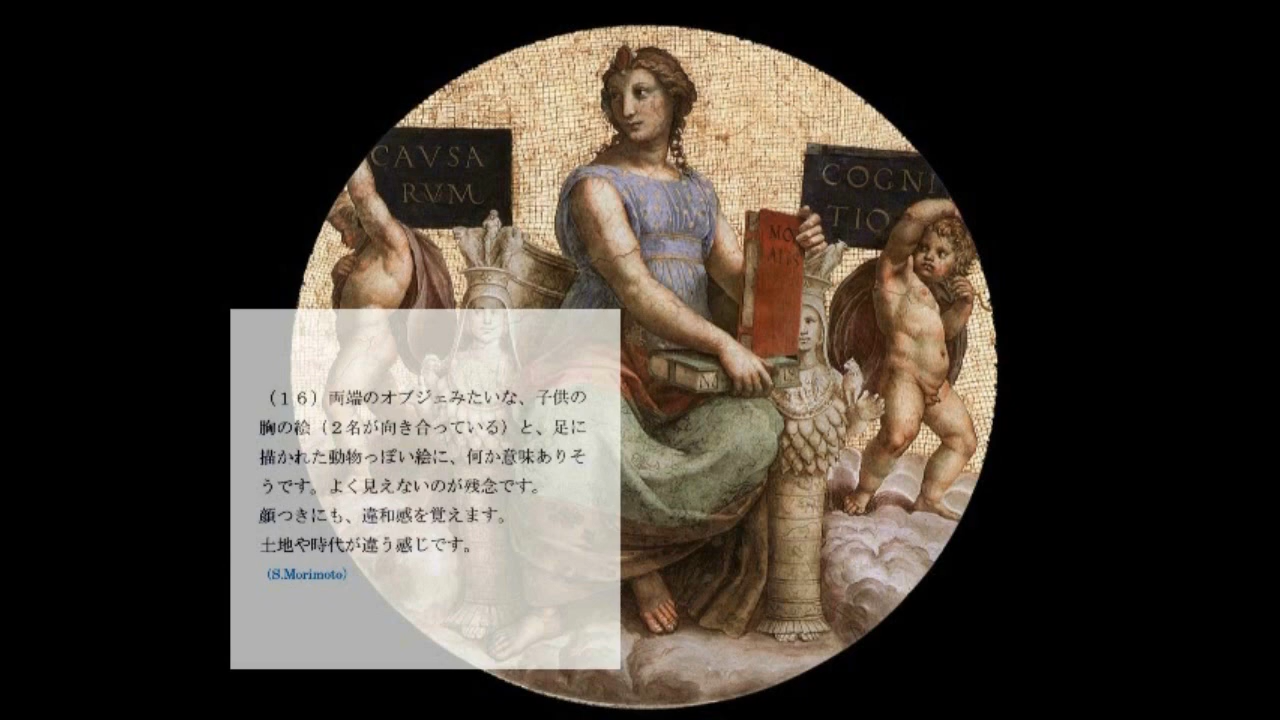 CAVSA
RVM
COGNI
TIO
MO
ALIS
（１６）両端のオブジェみたいな、子供の
胸の絵（２名が向き合っている）と、足に
描かれた動物っぽい絵に、何か意味ありそ
うです。よく見えないのが残念です。
顔つきにも、違和感を覚えます。
土地や時代が違う感じです。
(S.Morimoto)